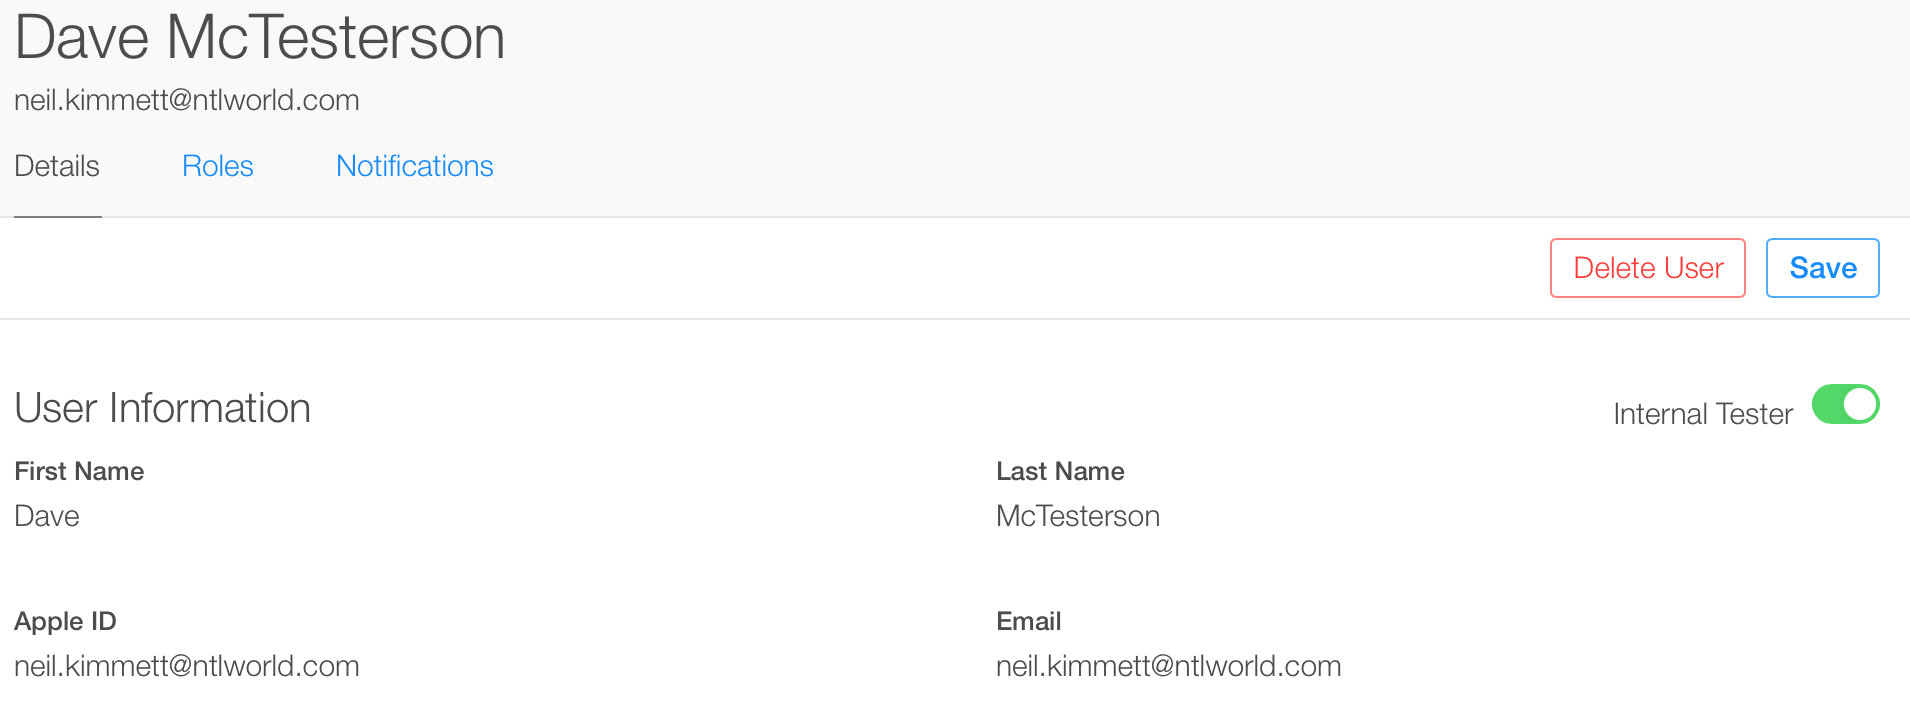 Dave McTesterson
neil.kimmett@ntlworld.com
Details Roles Notifications
Delete User Save
User Information Internal Tester
First Name Last Name
Dave McTesterson
Apple ID Email
neil.kimmett@ntlworld.com neil.kimmett@ntlworld.com